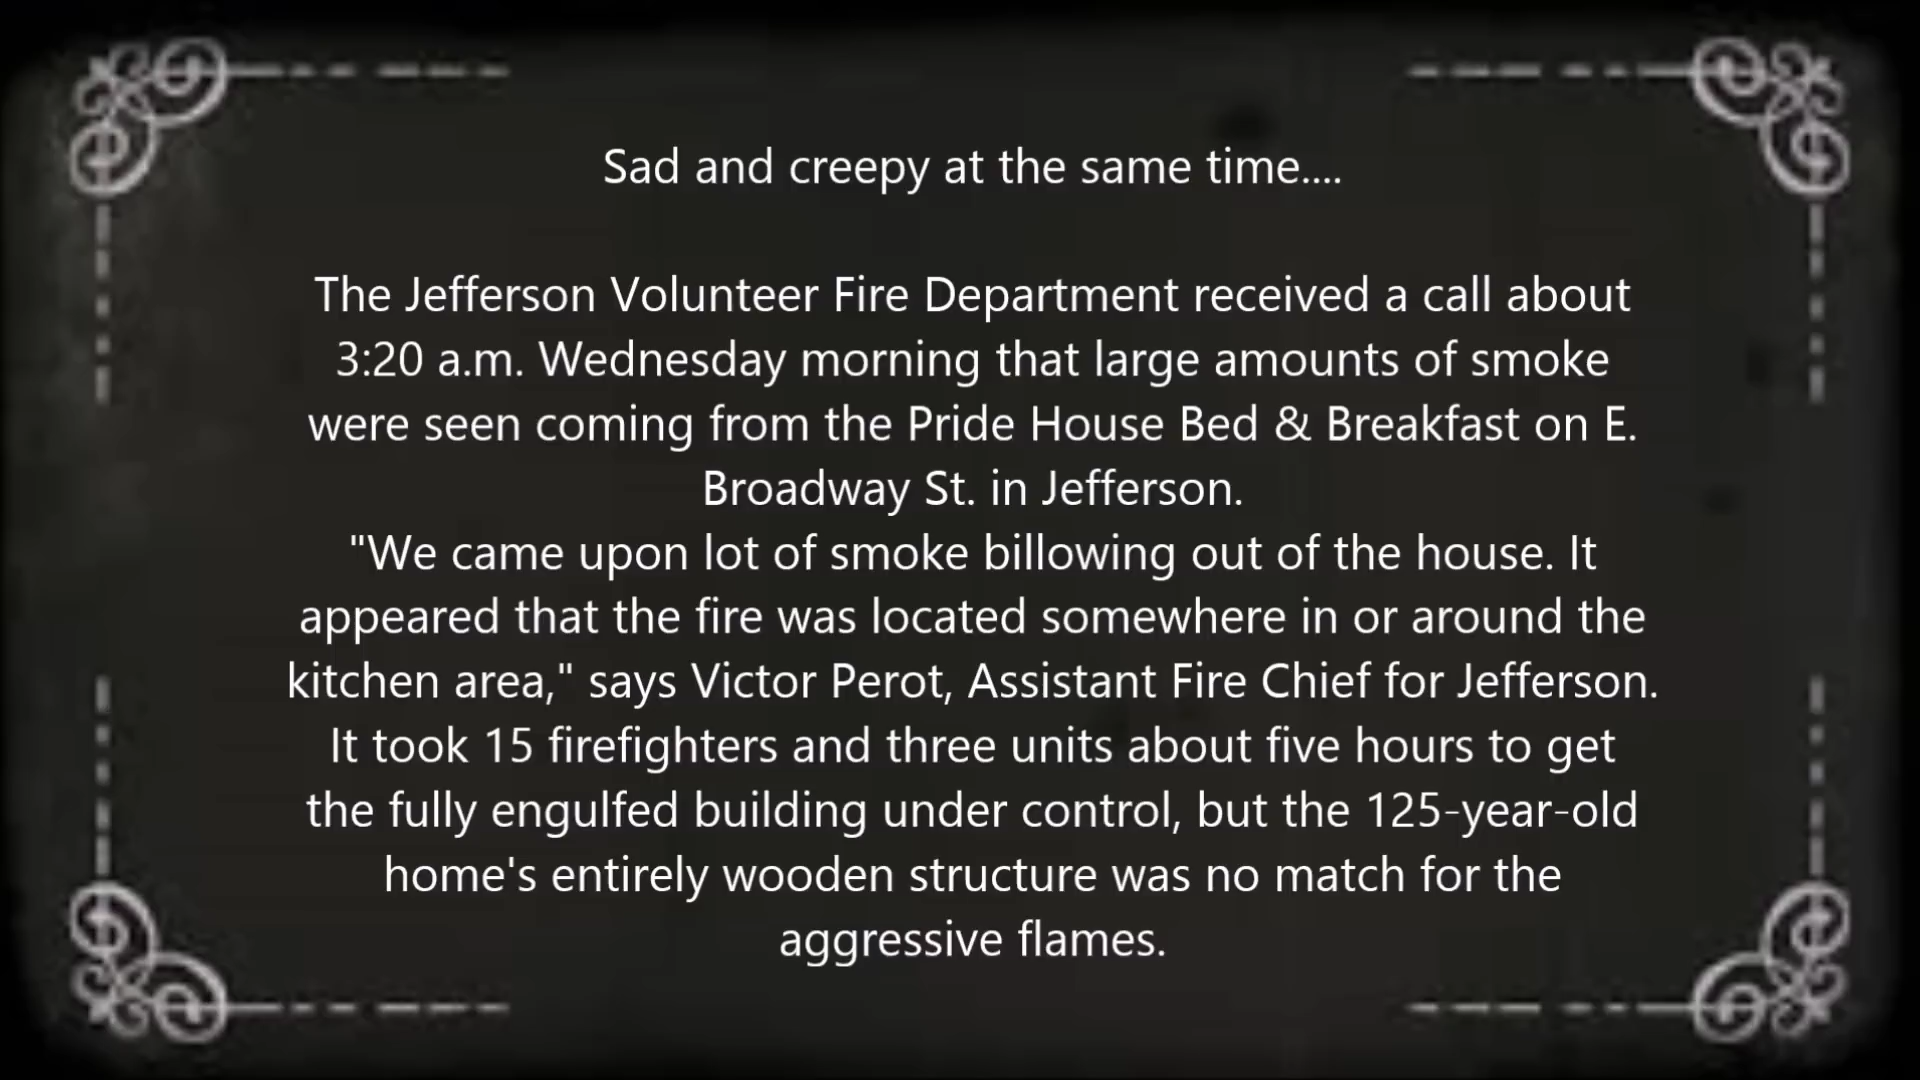 Sad and creepy at the same time....
The Jefferson Volunteer Fire Department received a call about
3:20 a.m. Wednesday morning that large amounts of smoke
were seen coming from the Pride House Bed & Breakfast on E.
Broadway St. in Jefferson.
"We came upon lot of smoke billowing out of the house. It
appeared that the fire was located somewhere in or around the
kitchen area," says Victor Perot, Assistant Fire Chief for Jefferson.
It took 15 firefighters and three units about five hours to get
the fully engulfed building under control, but the 125-year-old
home's entirely wooden structure was no match for the
aggressive flames.